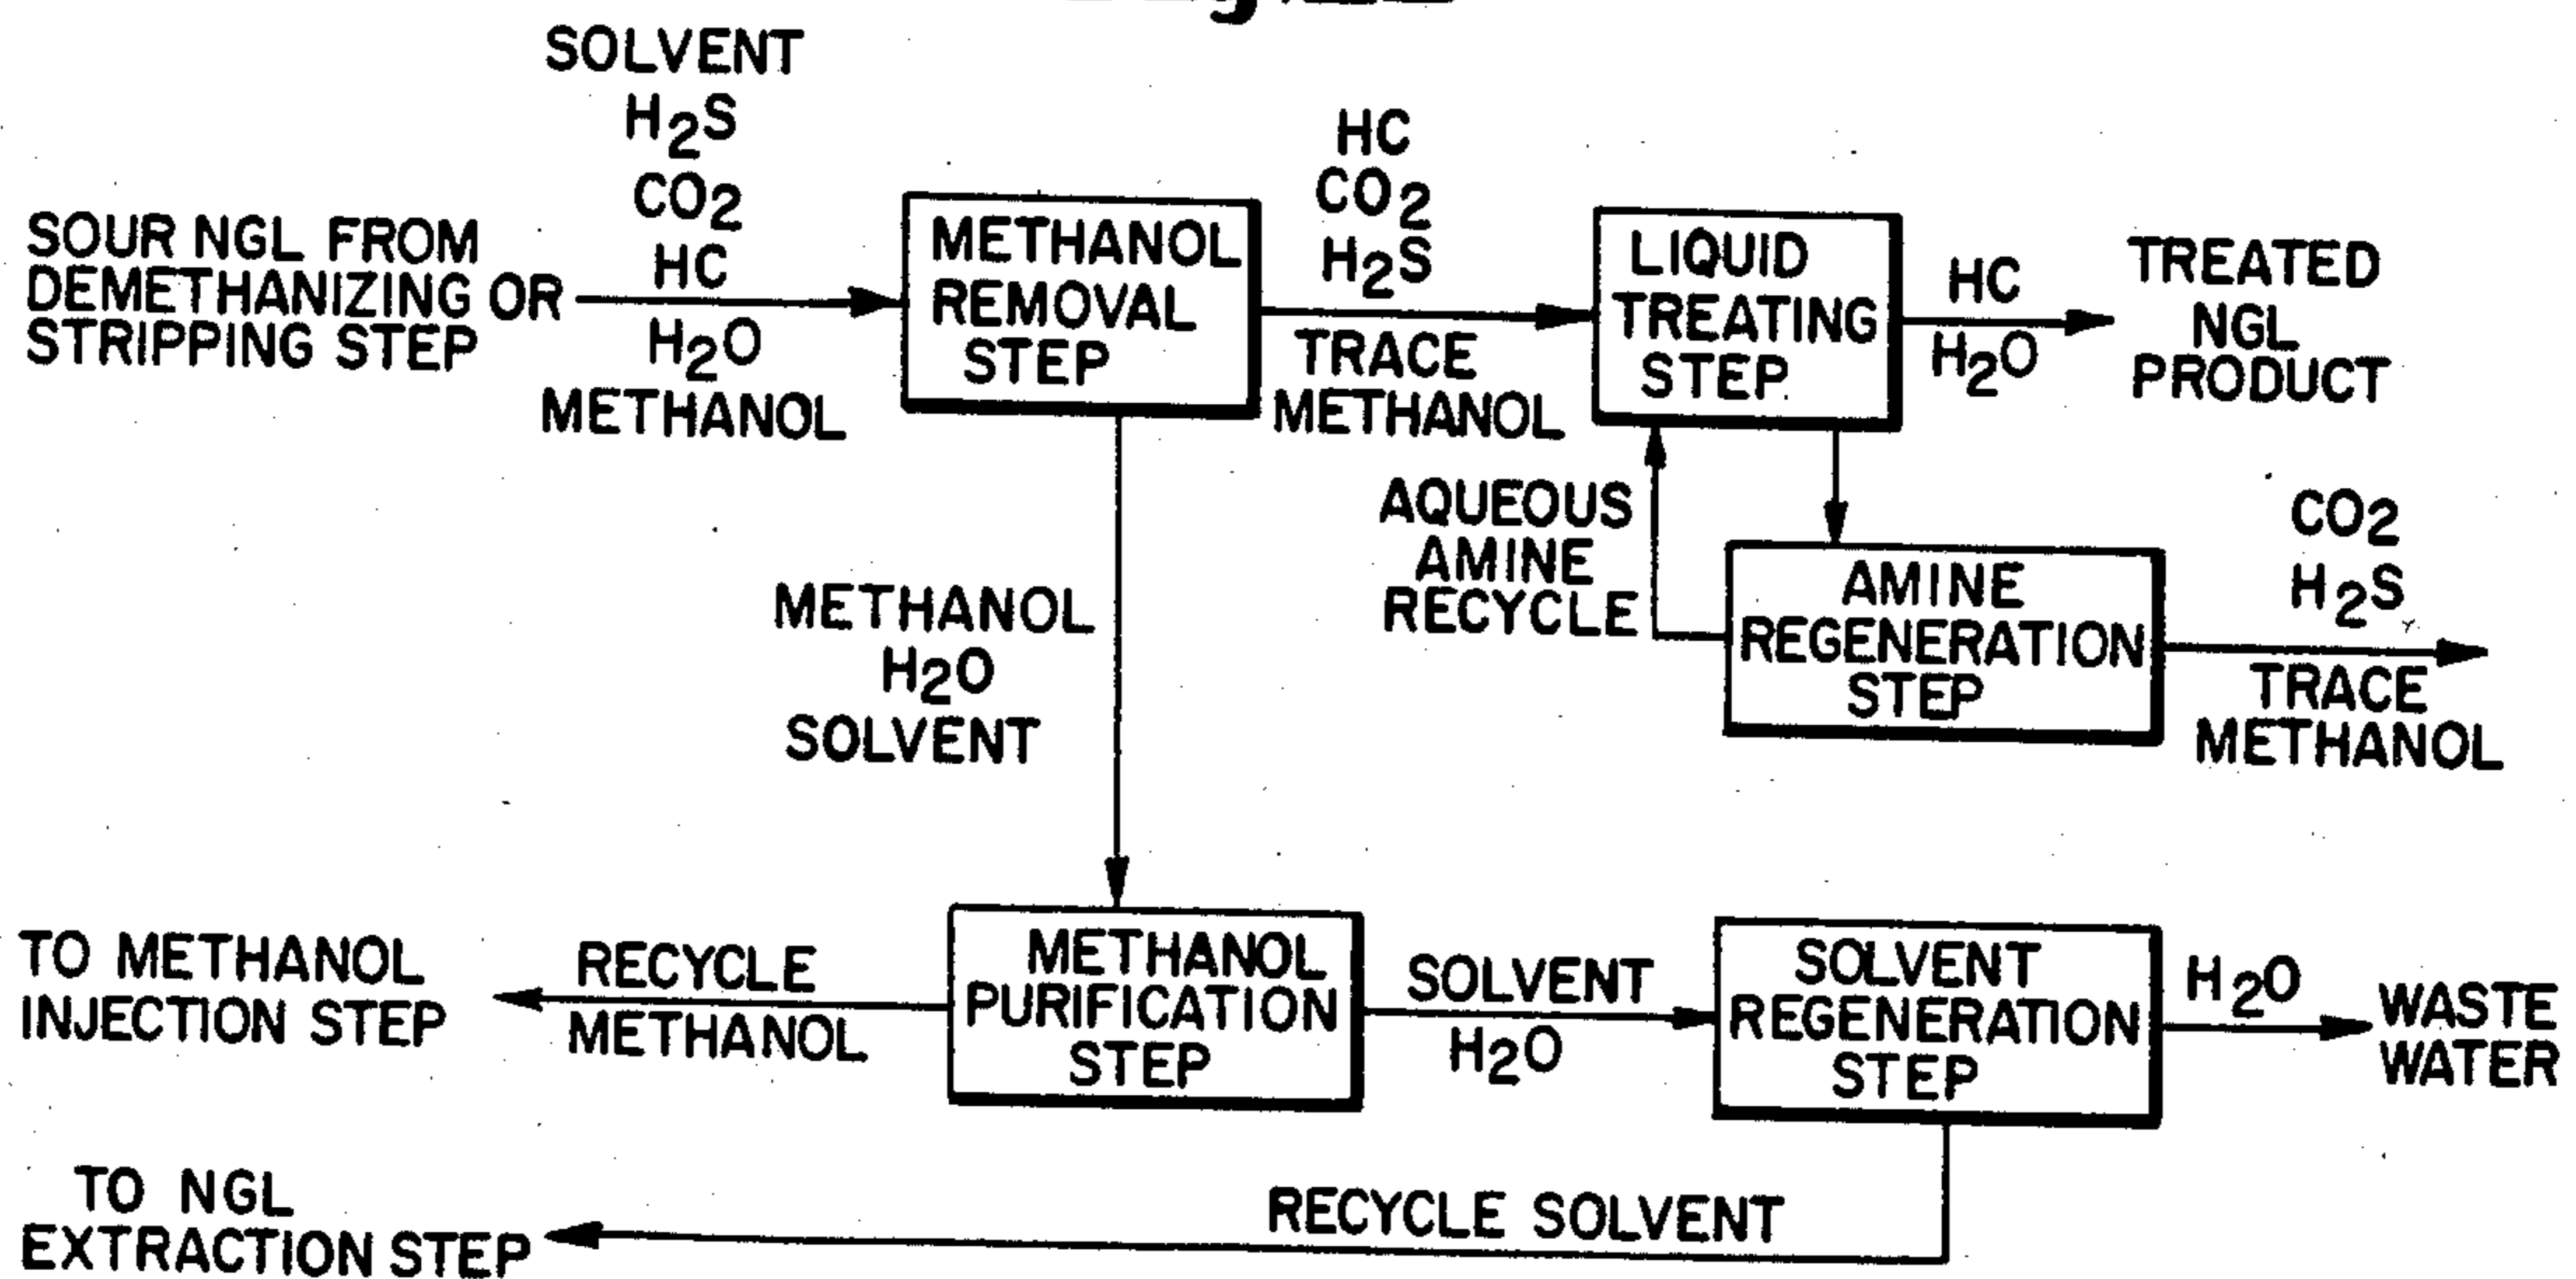 SOLVENT
H2S
CO2
HC
H2O
METHANOL
SOUR NGL FROM
DEMETHANIZING OR
STRIPPING STEP
METHANOL
REMOVAL
STEP
HC
CO2
H2S
TRACE
METHANOL
LIQUID
TREATING
STEP
HC
H2O
TREATED
NGL
PRODUCT
AQUEOUS
AMINE
RECYCLE
AMINE
REGENERATION
STEP
CO2
H2S
TRACE
METHANOL
METHANOL
H2O
SOLVENT
TO METHANOL
INJECTION STEP
RECYCLE
METHANOL
METHANOL
PURIFICATION
STEP
SOLVENT
H2O
SOLVENT
REGENERATION
STEP
H2O
WASTE
WATER
TO NGL
EXTRACTION STEP
RECYCLE SOLVENT